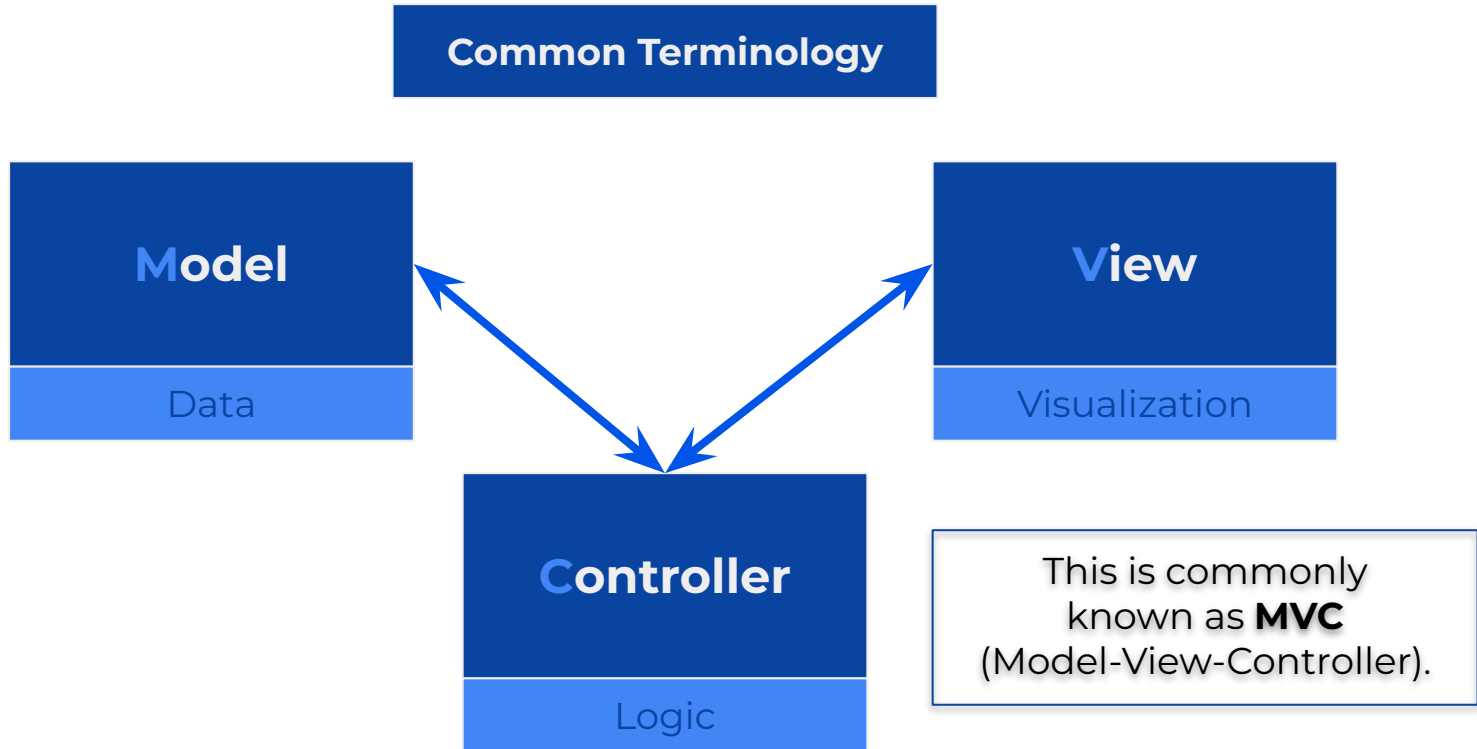 Common Terminology
Model
Data
View
Visualization
Controller
Logic
This is commonly
known as MVC
(Model-View-Controller).